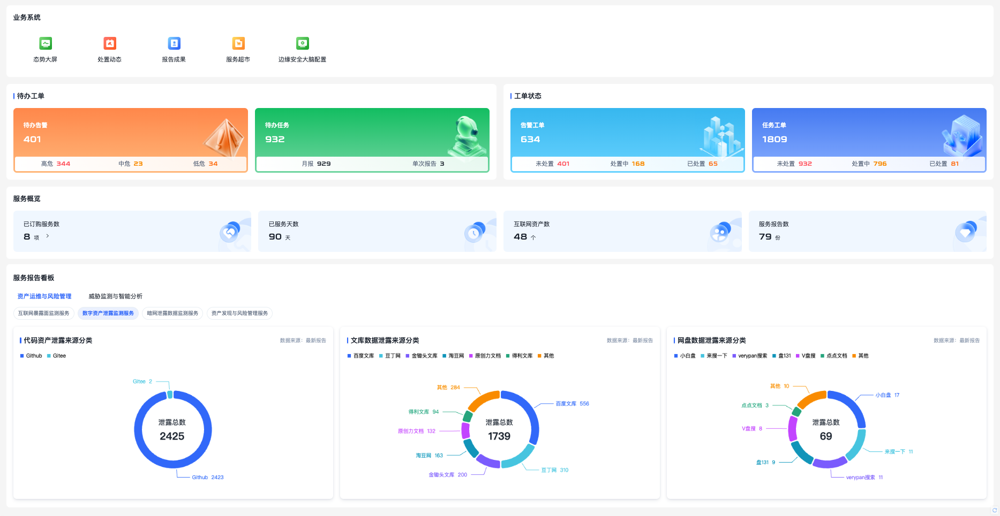 业务系统
态势大屏
处置动态
报告成果
服务超市
边缘安全大脑配置
待办工单
待办告警
401
高危 344
中危 23
低危 34
待办任务
932
月报 929
单次报告 3
工单状态
告警工单
634
未处置 401
处置中 168
已处置 65
任务工单
1809
未处置 932
处置中 796
已处置 81
服务概览
已订购服务数
8 项 >
已服务天数
90 天
互联网资产数
48 个
服务报告数
79 份
服务报告看板
资产运维与风险管理
威胁监测与智能分析
互联网暴露面监测服务
数字资产泄露监测服务
暗网泄露数据监测服务
资产发现与风险管理服务
代码资产泄露来源分类
数据来源：最新报告
Github
Gitee
Gitee 2
泄露总数
2425
Github 2423
文库数据泄露来源分类
数据来源：最新报告
百度文库
豆丁网
金锄头文库
淘豆网
原创力文档
得利文库
其他
其他 284
百度文库 556
得利文库 94
泄露总数
原创力文档 132
1739
淘豆网 163
豆丁网 310
金锄头文库 200
网盘数据泄露来源分类
数据来源：最新报告
小白盘
来搜一下
verypan搜索
盘131
V盘搜
点点文档
其他
其他 10
小白盘 17
点点文档 3
泄露总数
V盘搜 8
69
来搜一下 11
盘131 9
verypan搜索 11